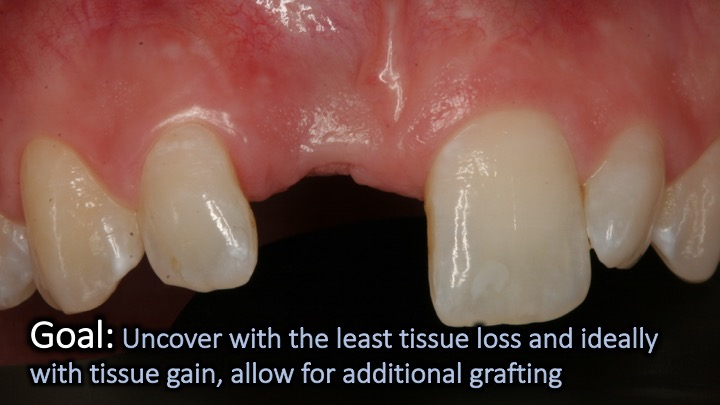 Goal: Uncover with the least tissue loss and ideally
with tissue gain, allow for additional grafting